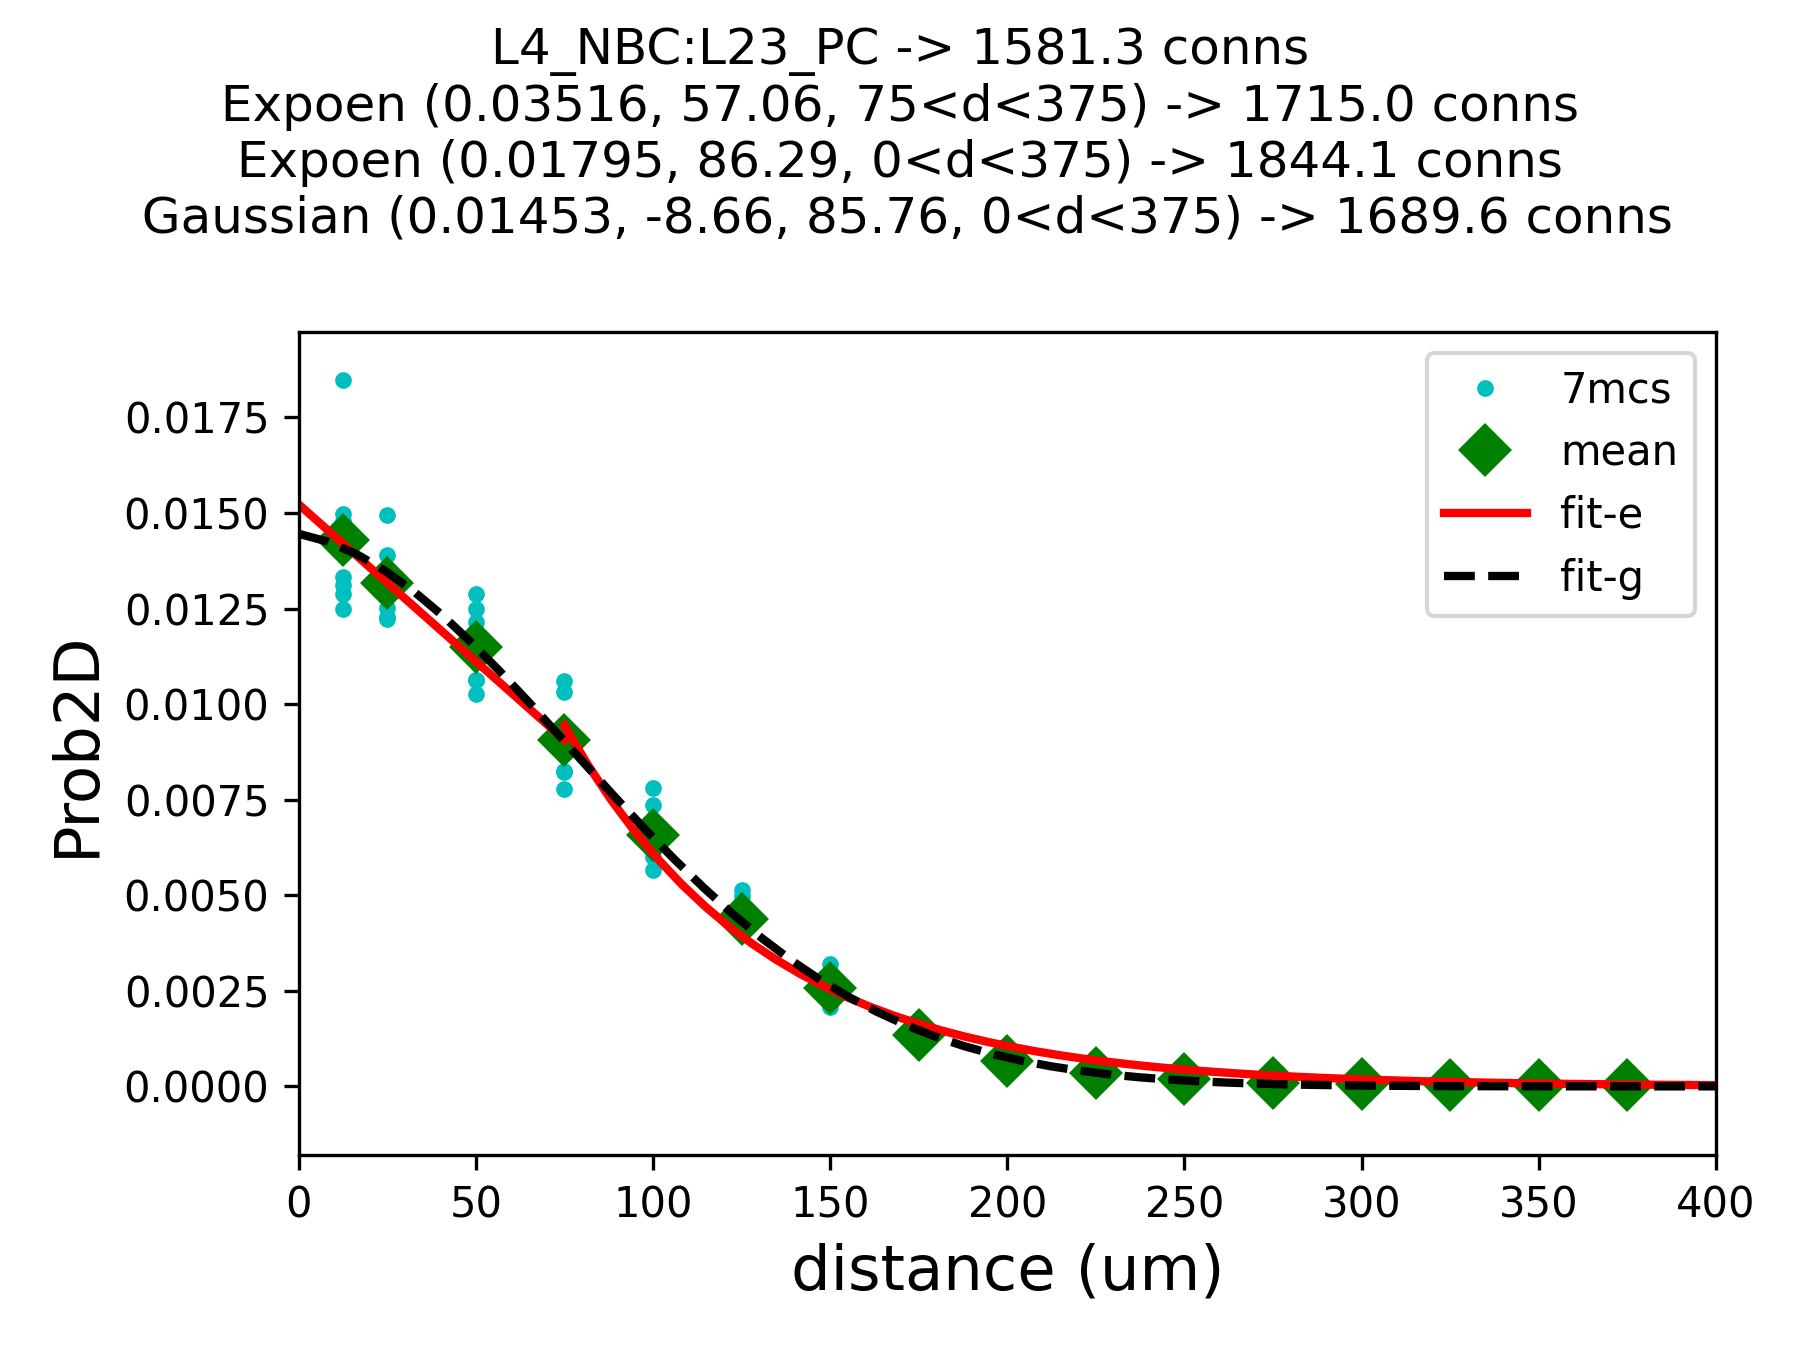 L4_NBC:L23_PC -> 1581.3 conns
Expoen (0.03516, 57.06, 75<d<375) -> 1715.0 conns
Expoen (0.01795, 86.29, 0<d<375) -> 1844.1 conns
Gaussian (0.01453, -8.66, 85.76, 0<d<375) -> 1689.6 conns
7mcs
mean
fit-e
fit-g
Prob2D
0.0175
0.0150
0.0125
0.0100
0.0075
0.0050
0.0025
0.0000
0 50 100 150 200 250 300 350 400
distance (um)